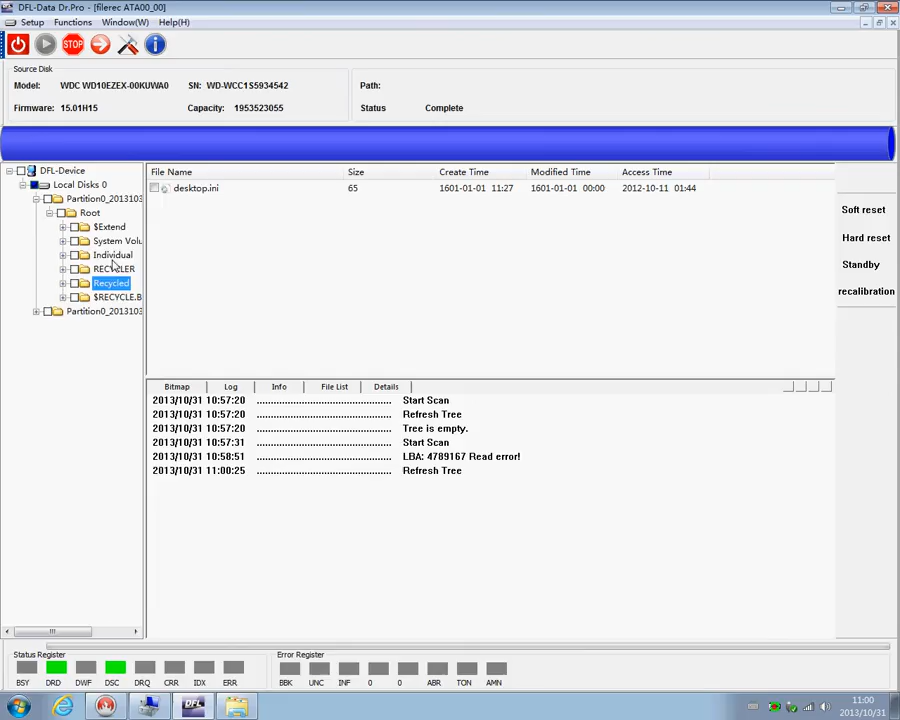 DFL-Data Dr.Pro - [filerec ATA00_00]
Setup Functions Window(W) Help(H)
STOP
Source Disk
Model: WDC WD10EZEX-00KUWA0 SN: WD-WCC1S5934542 Path:
Firmware: 15.01H15 Capacity: 1953523055 Status Complete
DFL-Device
Local Disks 0
Partition0_2013103
Root
$Extend
System Volu
Individual
RECYCLER
Recycled
$RECYCLE.B
Partition0_2013103
File Name Size Create Time Modified Time Access Time
desktop.ini 65 1601-01-01 11:27 1601-01-01 00:00 2012-10-11 01:44
Soft reset
Hard reset
Standby
recalibration
Bitmap Log Info File List Details
2013/10/31 10:57:20 ................................................ Start Scan
2013/10/31 10:57:20 ................................................ Refresh Tree
2013/10/31 10:57:20 ................................................ Tree is empty.
2013/10/31 10:57:31 ................................................ Start Scan
2013/10/31 10:58:51 ................................................ LBA: 4789167 Read error!
2013/10/31 11:00:25 ................................................ Refresh Tree
Status Register
BSY DRD DWF DSC DRQ CRR IDX ERR
Error Register
BBK UNC INF 0 0 ABR TON AMN
DFL
11:00
2013/10/31